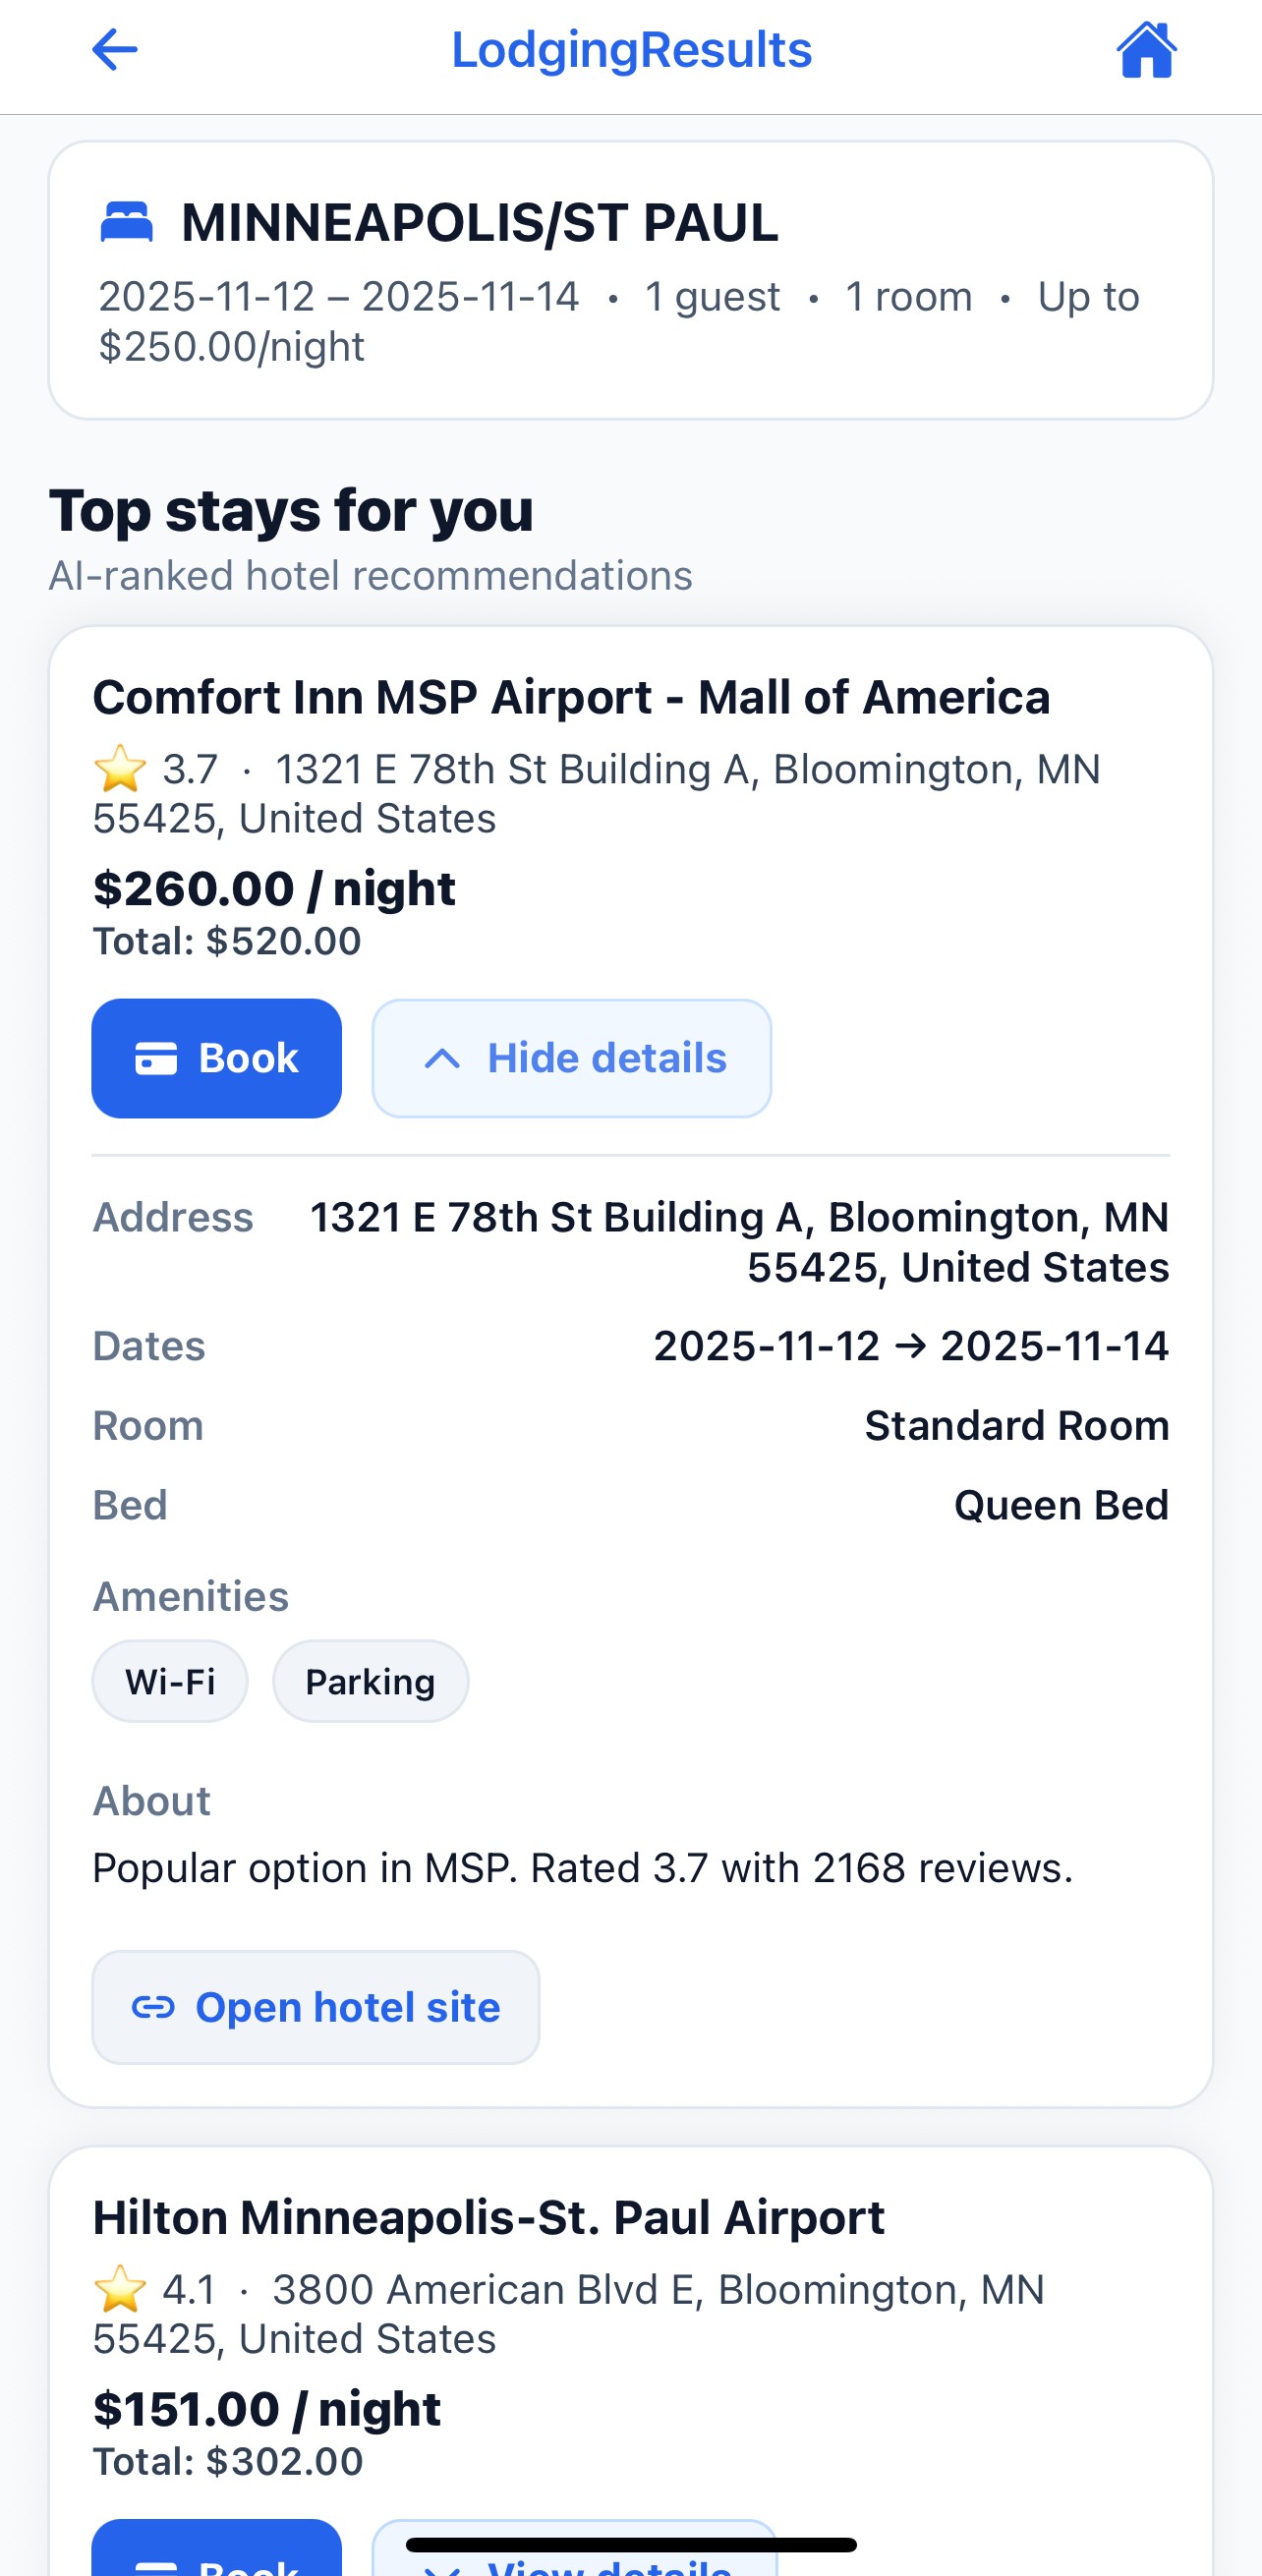 LodgingResults
MINNEAPOLIS/ST PAUL
2025-11-12 – 2025-11-14 • 1 guest • 1 room • Up to
$250.00/night
Top stays for you
AI-ranked hotel recommendations
Comfort Inn MSP Airport - Mall of America
⭐ 3.7 · 1321 E 78th St Building A, Bloomington, MN
55425, United States
$260.00 / night
Total: $520.00
Book Hide details
Address 1321 E 78th St Building A, Bloomington, MN
55425, United States
Dates 2025-11-12 → 2025-11-14
Room Standard Room
Bed Queen Bed
Amenities
Wi-Fi Parking
About
Popular option in MSP. Rated 3.7 with 2168 reviews.
Open hotel site
Hilton Minneapolis-St. Paul Airport
⭐ 4.1 · 3800 American Blvd E, Bloomington, MN
55425, United States
$151.00 / night
Total: $302.00
Book View details